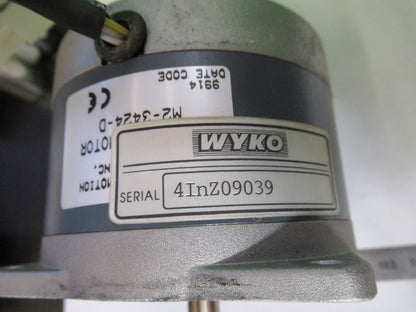 WYKO
SERIAL 4InZ09039
MOTION
INC.
MOTOR
M2-3424-D
CE
DATE CODE
9914